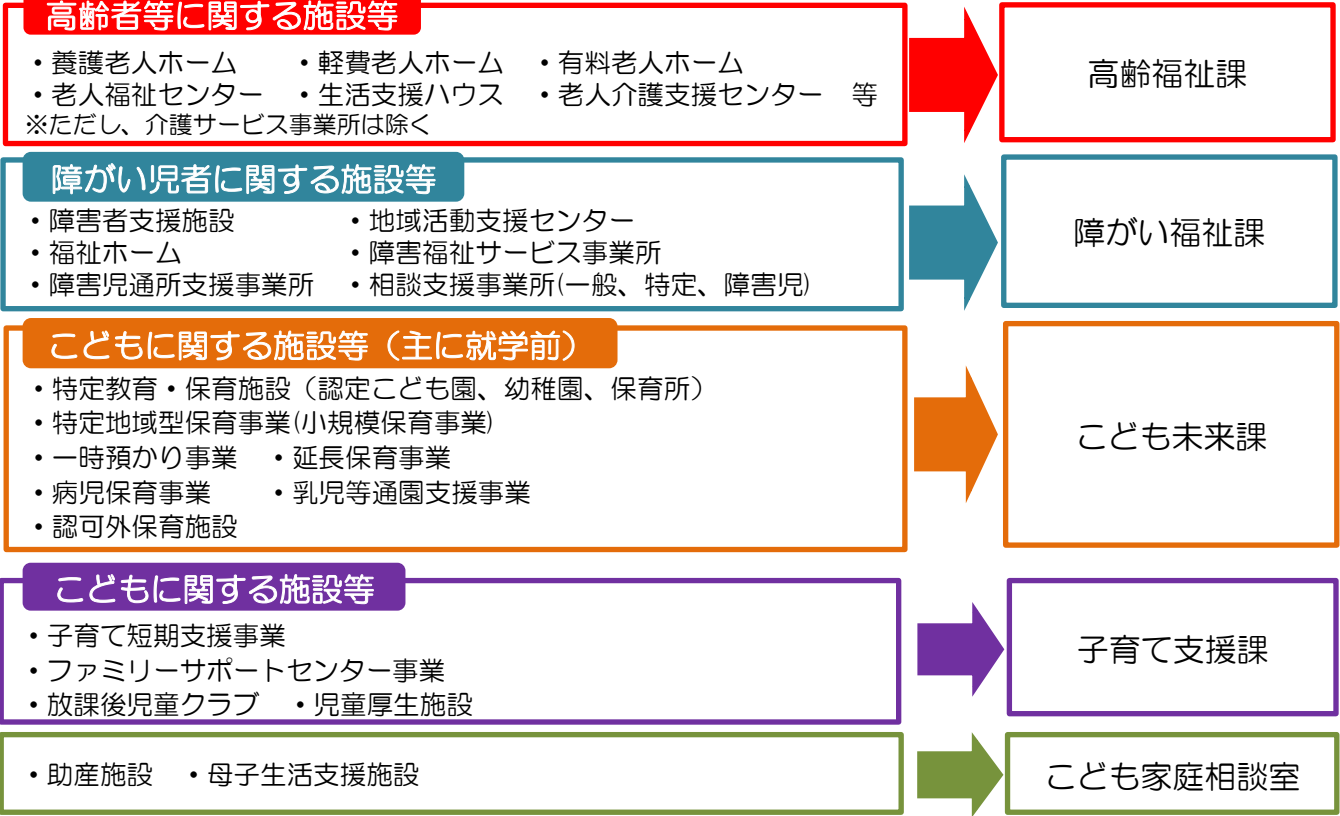 高齢者等に関する施設等
・養護老人ホーム　・軽費老人ホーム　・有料老人ホーム
・老人福祉センター　・生活支援ハウス　・老人介護支援センター　等
※ただし、介護サービス事業所は除く
高齢福祉課
障がい児者に関する施設等
・障害者支援施設　・地域活動支援センター
・福祉ホーム　・障害福祉サービス事業所
・障害児通所支援事業所　・相談支援事業所(一般、特定、障害児)
障がい福祉課
こどもに関する施設等（主に就学前）
・特定教育・保育施設（認定こども園、幼稚園、保育所）
・特定地域型保育事業(小規模保育事業)
・一時預かり事業　・延長保育事業
・病児保育事業　・乳児等通園支援事業
・認可外保育施設
こども未来課
こどもに関する施設等
・子育て短期支援事業
・ファミリーサポートセンター事業
・放課後児童クラブ　・児童厚生施設
子育て支援課
・助産施設　・母子生活支援施設
こども家庭相談室